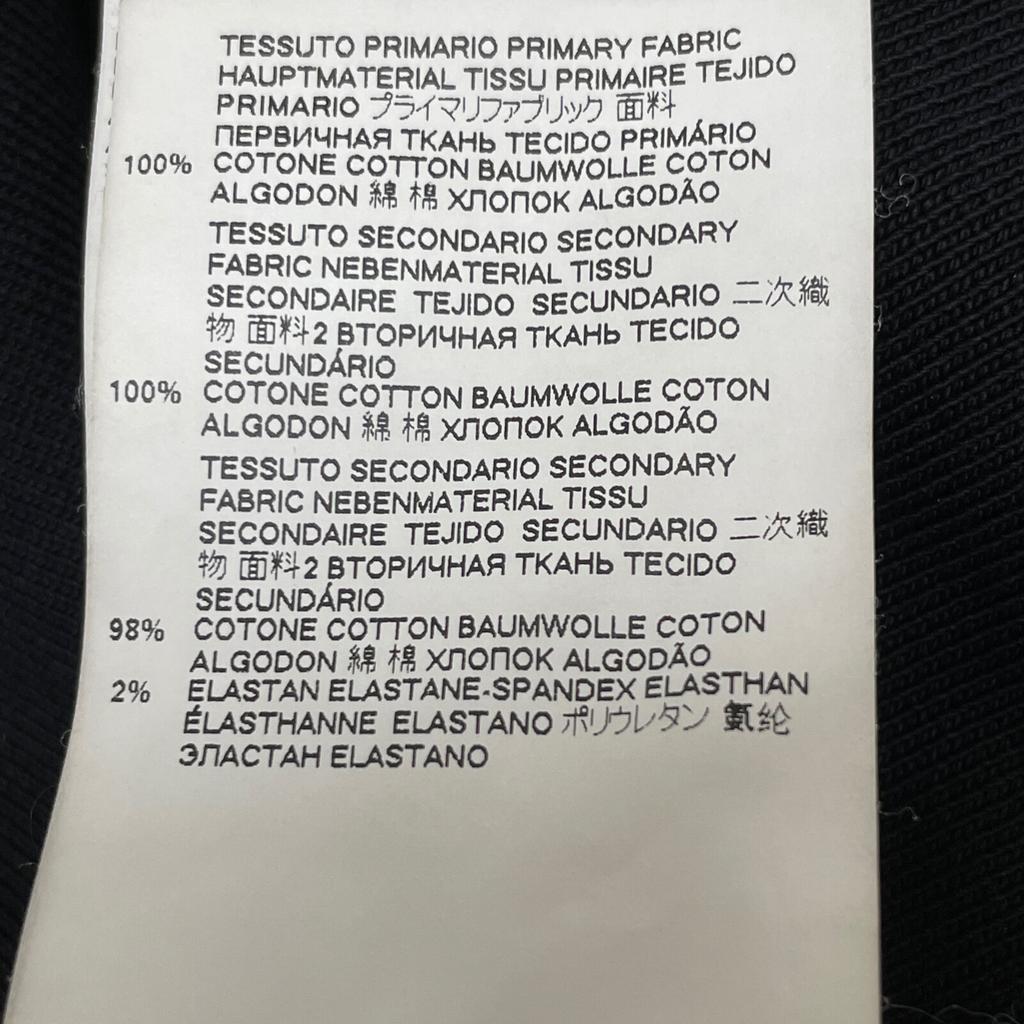 TESSUTO PRIMARIO PRIMARY FABRIC
HAUPTMATERIAL TISSU PRIMAIRE TEJIDO
PRIMARIO プライマリファブリック 面料
ПЕРВИЧНАЯ ТКАНЬ TECIDO PRIMÁRIO
100% COTONE COTTON BAUMWOLLE COTON
ALGODON 綿 棉 ХЛОПОК ALGODÃO
TESSUTO SECONDARIO SECONDARY
FABRIC NEBENMATERIAL TISSU
SECONDAIRE TEJIDO SECUNDARIO 二次織
物 面料2 ВТОРИЧНАЯ ТКАНЬ TECIDO
SECUNDÁRIO
100% COTONE COTTON BAUMWOLLE COTON
ALGODON 綿 棉 ХЛОПОК ALGODÃO
TESSUTO SECONDARIO SECONDARY
FABRIC NEBENMATERIAL TISSU
SECONDAIRE TEJIDO SECUNDARIO 二次織
物 面料2 ВТОРИЧНАЯ ТКАНЬ TECIDO
SECUNDÁRIO
98% COTONE COTTON BAUMWOLLE COTON
ALGODON 綿 棉 ХЛОПОК ALGODÃO
2% ELASTAN ELASTANE-SPANDEX ELASTHAN
ÉLASTHANNE ELASTANO ポリウレタン 氨纶
ЭЛАСТАН ELASTANO